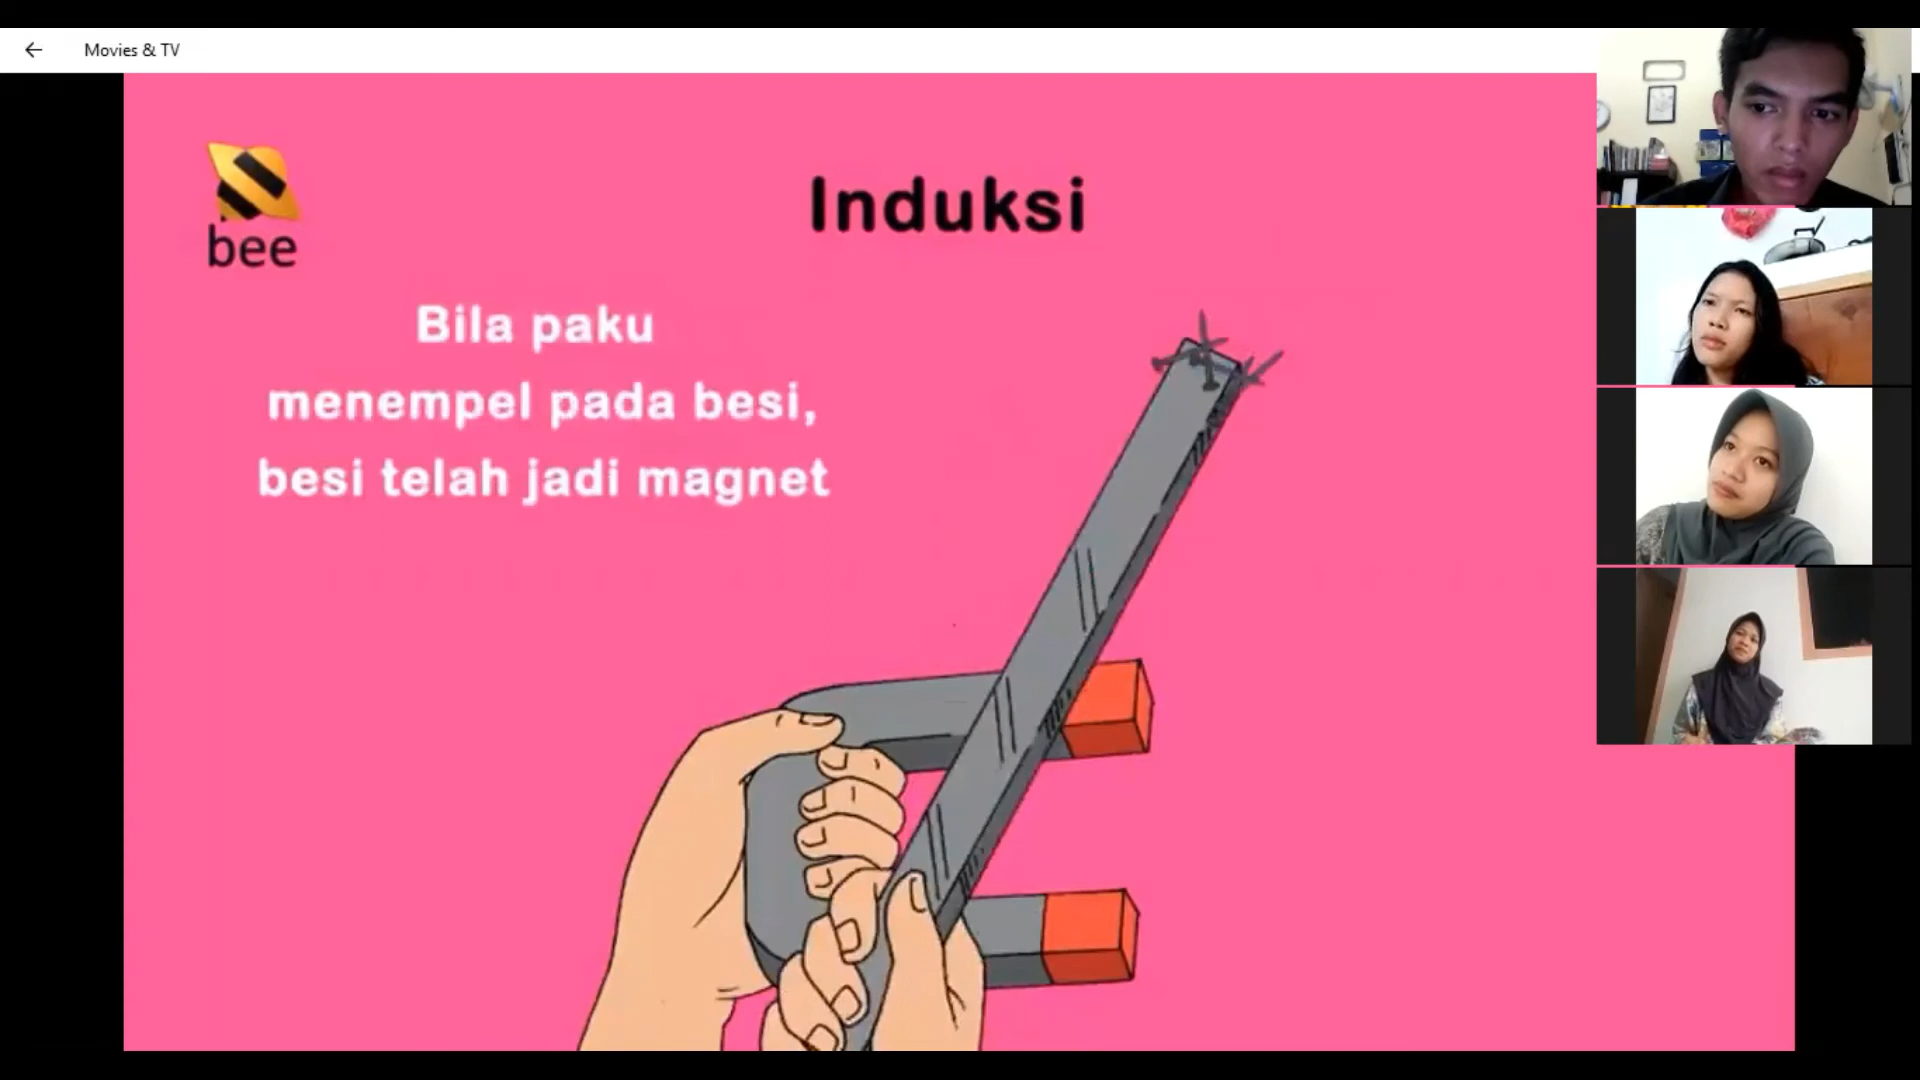 Movies & TV
bee
Induksi
Bila paku
menempel pada besi,
besi telah jadi magnet